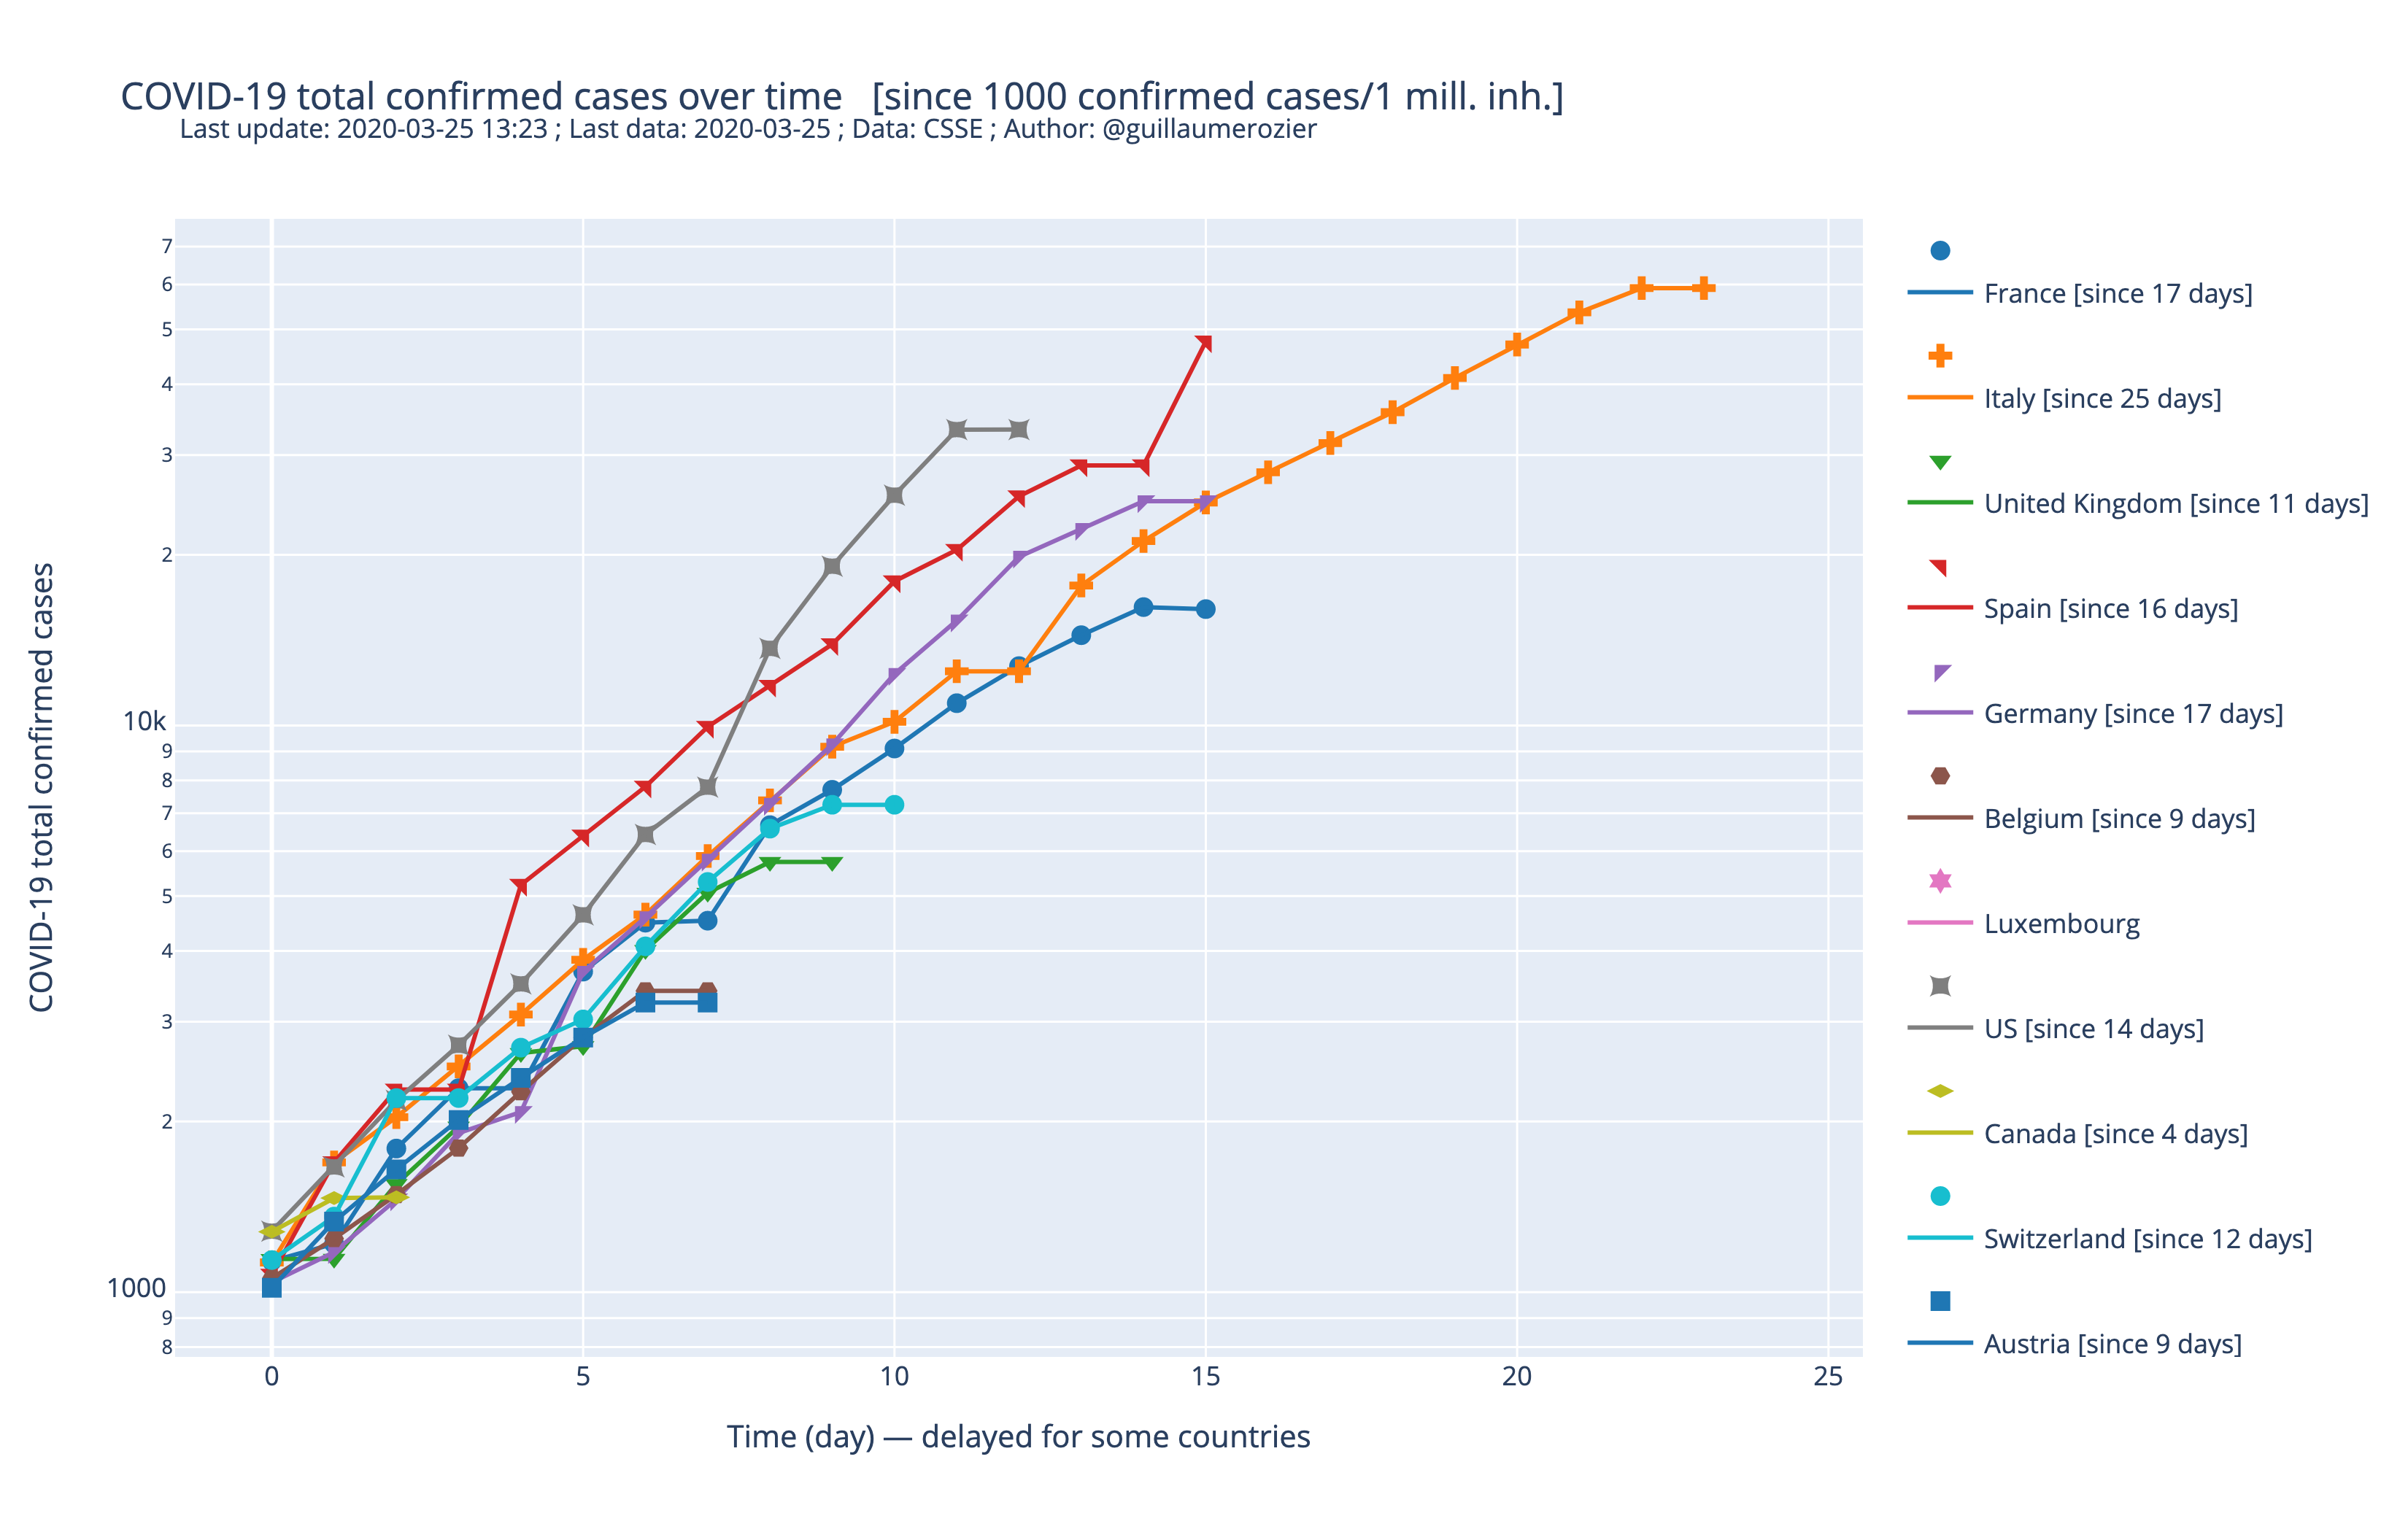 COVID-19 total confirmed cases over time   [since 1000 confirmed cases/1 mill. inh.]
Last update: 2020-03-25 13:23 ; Last data: 2020-03-25 ; Data: CSSE ; Author: @guillaumerozier
7
6
5
4
3
2
10k
9
8
7
6
5
4
3
2
1000
9
8
COVID-19 total confirmed cases
0
5
10
15
20
25
Time (day) — delayed for some countries
France [since 17 days]
Italy [since 25 days]
United Kingdom [since 11 days]
Spain [since 16 days]
Germany [since 17 days]
Belgium [since 9 days]
Luxembourg
US [since 14 days]
Canada [since 4 days]
Switzerland [since 12 days]
Austria [since 9 days]